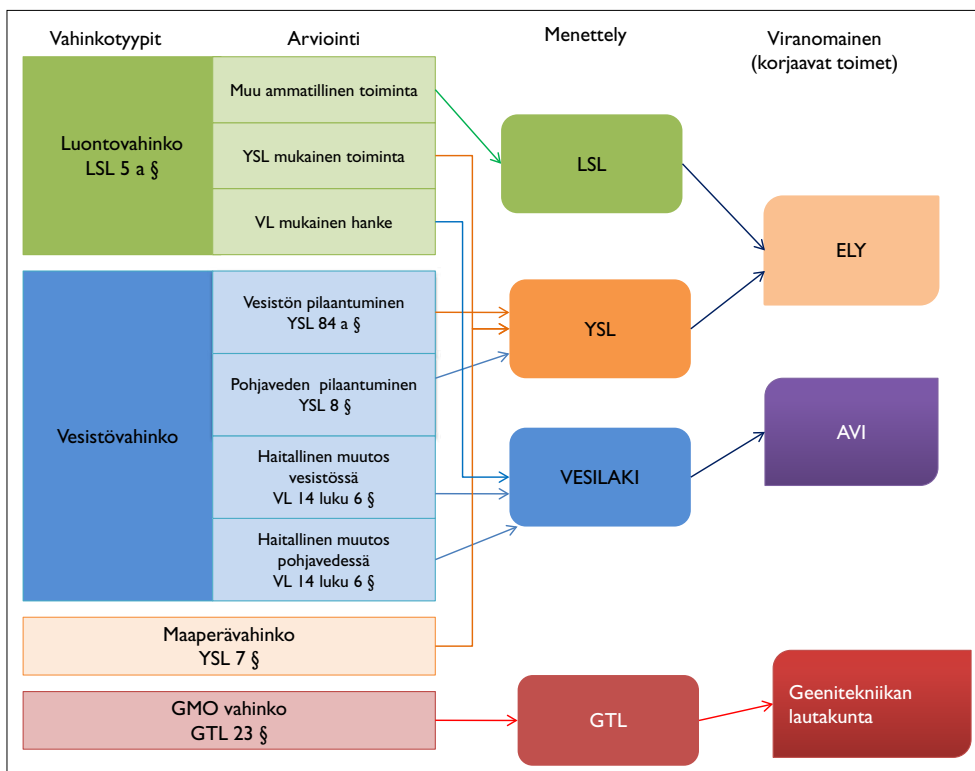 Vahinkotyypit
Arviointi
Menettely
Viranomainen
(korjaavat toimet)
Luontovahinko
LSL 5 a §
Muu ammatillinen toiminta
YSL mukainen toiminta
VL mukainen hanke
LSL
ELY
Vesistövahinko
Vesistön pilaantuminen
YSL 84 a §
Pohjaveden pilaantuminen
YSL 8 §
Haitallinen muutos
vesistössä
VL 14 luku 6 §
Haitallinen muutos
pohjavedessä
VL 14 luku 6 §
YSL
VESILAKI
AVI
Maaperävahinko
YSL 7 §
GMO vahinko
GTL 23 §
GTL
Geenitekniikan
lautakunta